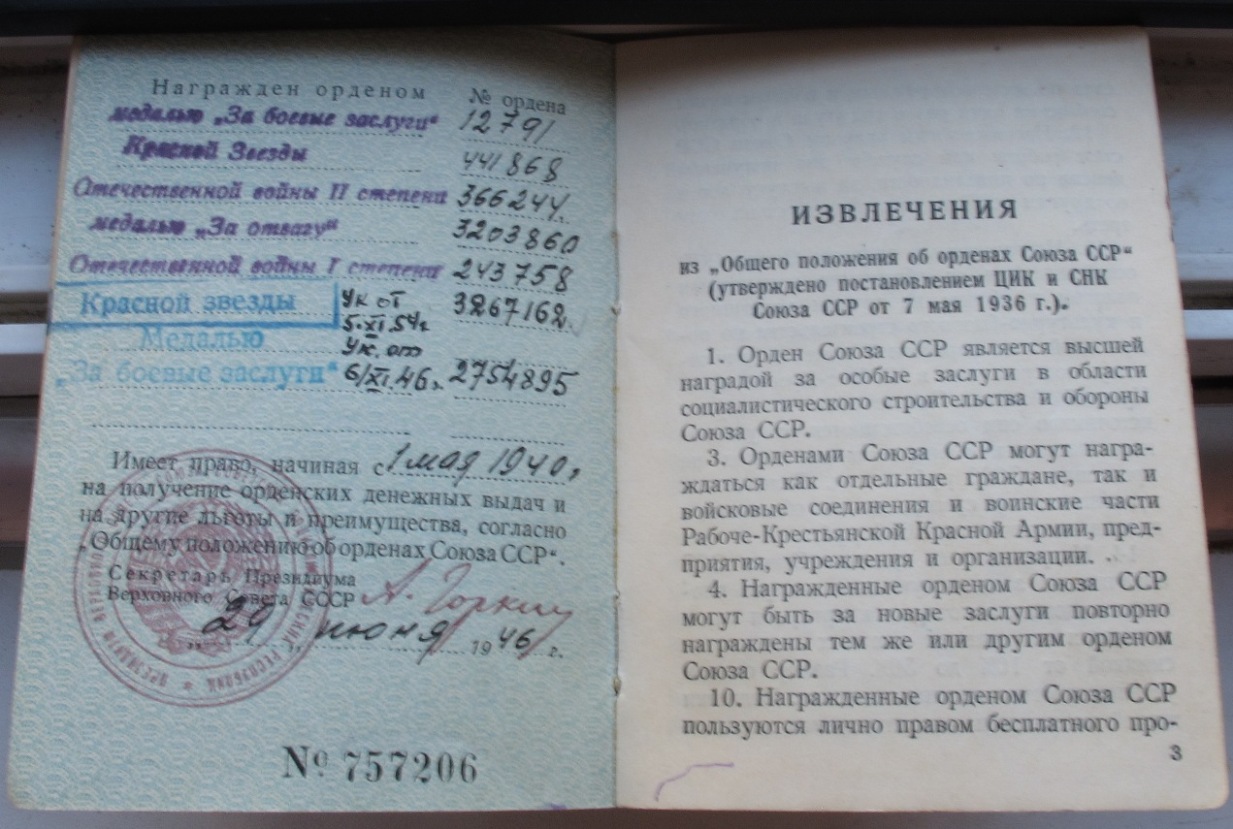 Награжден орденом № ордена
медалью „За боевые заслуги“ 12791
Красной Звезды 441868
Отечественной войны II степени 366244
медалью „За отвагу“ 3203860
Отечественной войны I степени 243758
Красной звезды Ук от 3267162
5.XI.54г
Медалью Ук. от
„За боевые заслуги“ 6/XI.46г. 2754895
Имеет право, начиная с 1 мая 1940г
на получение орденских денежных выдач и
на другие льготы и преимущества, согласно
„Общему положению об орденах Союза ССР“.
Секретарь Президиума
Верховного Совета СССР А. Горкин
24 июня 1946 г.
№ 757206
ИЗВЛЕЧЕНИЯ
из „Общего положения об орденах Союза ССР“
(утверждено постановлением ЦИК и СНК
Союза ССР от 7 мая 1936 г.).
1. Орден Союза ССР является высшей
наградой за особые заслуги в области
социалистического строительства и обороны
Союза ССР.
3. Орденами Союза ССР могут награ-
ждаться как отдельные граждане, так и
войсковые соединения и воинские части
Рабоче-Крестьянской Красной Армии, пред-
приятия, учреждения и организации.
4. Награжденные орденом Союза ССР
могут быть за новые заслуги повторно
награждены тем же или другим орденом
Союза ССР.
10. Награжденные орденом Союза ССР
пользуются лично правом бесплатного про-
3